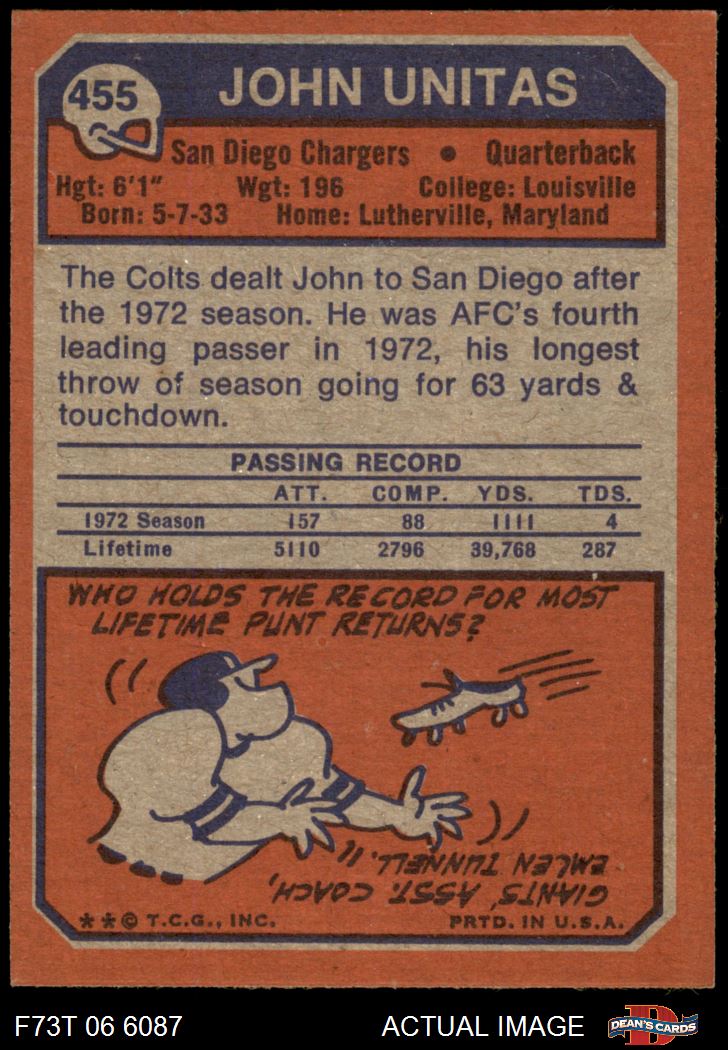 455
JOHN UNITAS
San Diego Chargers • Quarterback
Hgt: 6'1" Wgt: 196 College: Louisville
Born: 5-7-33 Home: Lutherville, Maryland
The Colts dealt John to San Diego after
the 1972 season. He was AFC's fourth
leading passer in 1972, his longest
throw of season going for 63 yards &
touchdown.
PASSING RECORD
ATT. COMP. YDS. TDS.
1972 Season 157 88 1111 4
Lifetime 5110 2796 39,768 287
WHO HOLDS THE RECORD FOR MOST
LIFETIME PUNT RETURNS?
GIANTS' ASST. COACH,
EMLEN TUNNELL.
** © T.C.G., INC. PRTD. IN U.S.A.
F73T 06 6087 ACTUAL IMAGE DEAN'S CARDS